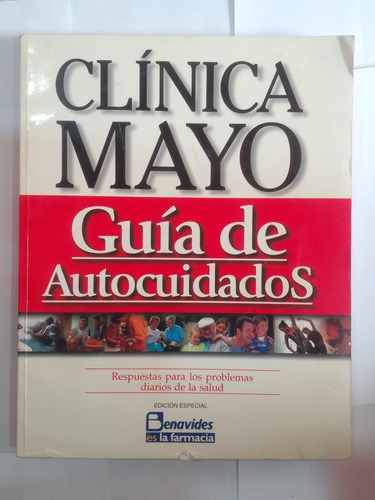 CLÍNICA
MAYO
Guía de
AutocuidadoS
Respuestas para los problemas
diarios de la salud
EDICIÓN ESPECIAL
Benavides
es la farmacia